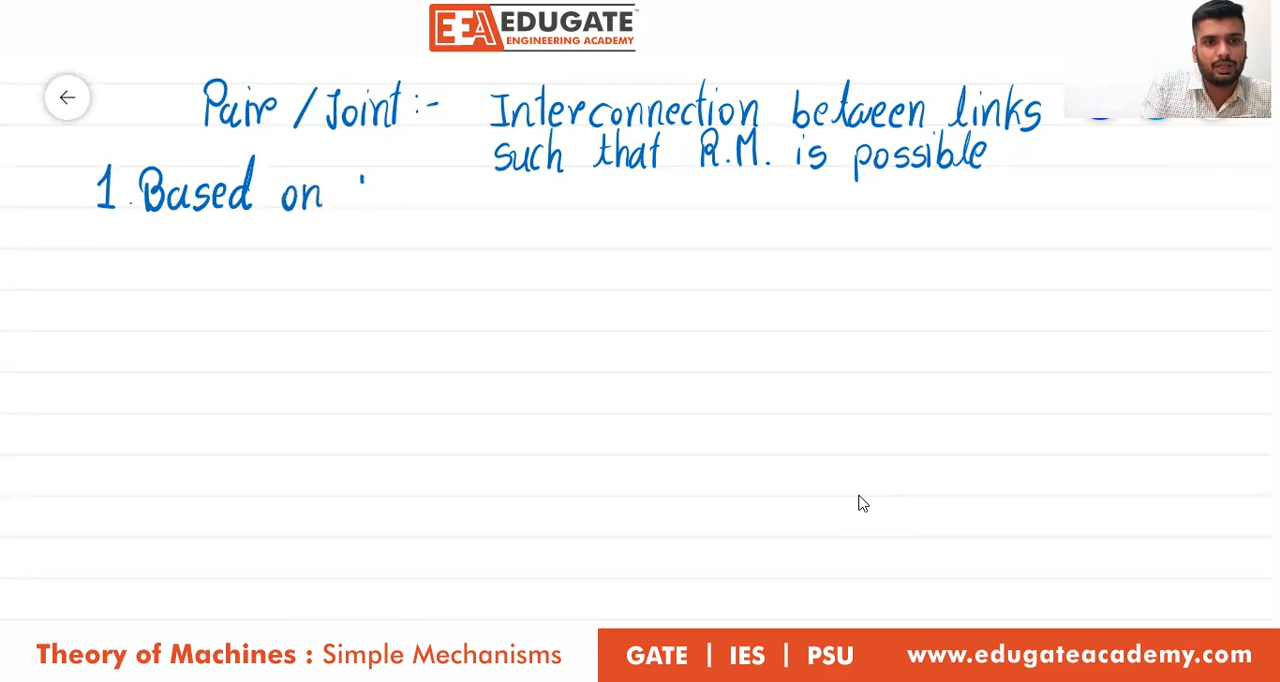 EEA EDUGATE
ENGINEERING ACADEMY
Pair / Joint :- Interconnection between links
such that R.M. is possible
1. Based on
Theory of Machines : Simple Mechanisms
GATE | IES | PSU www.edugateacademy.com